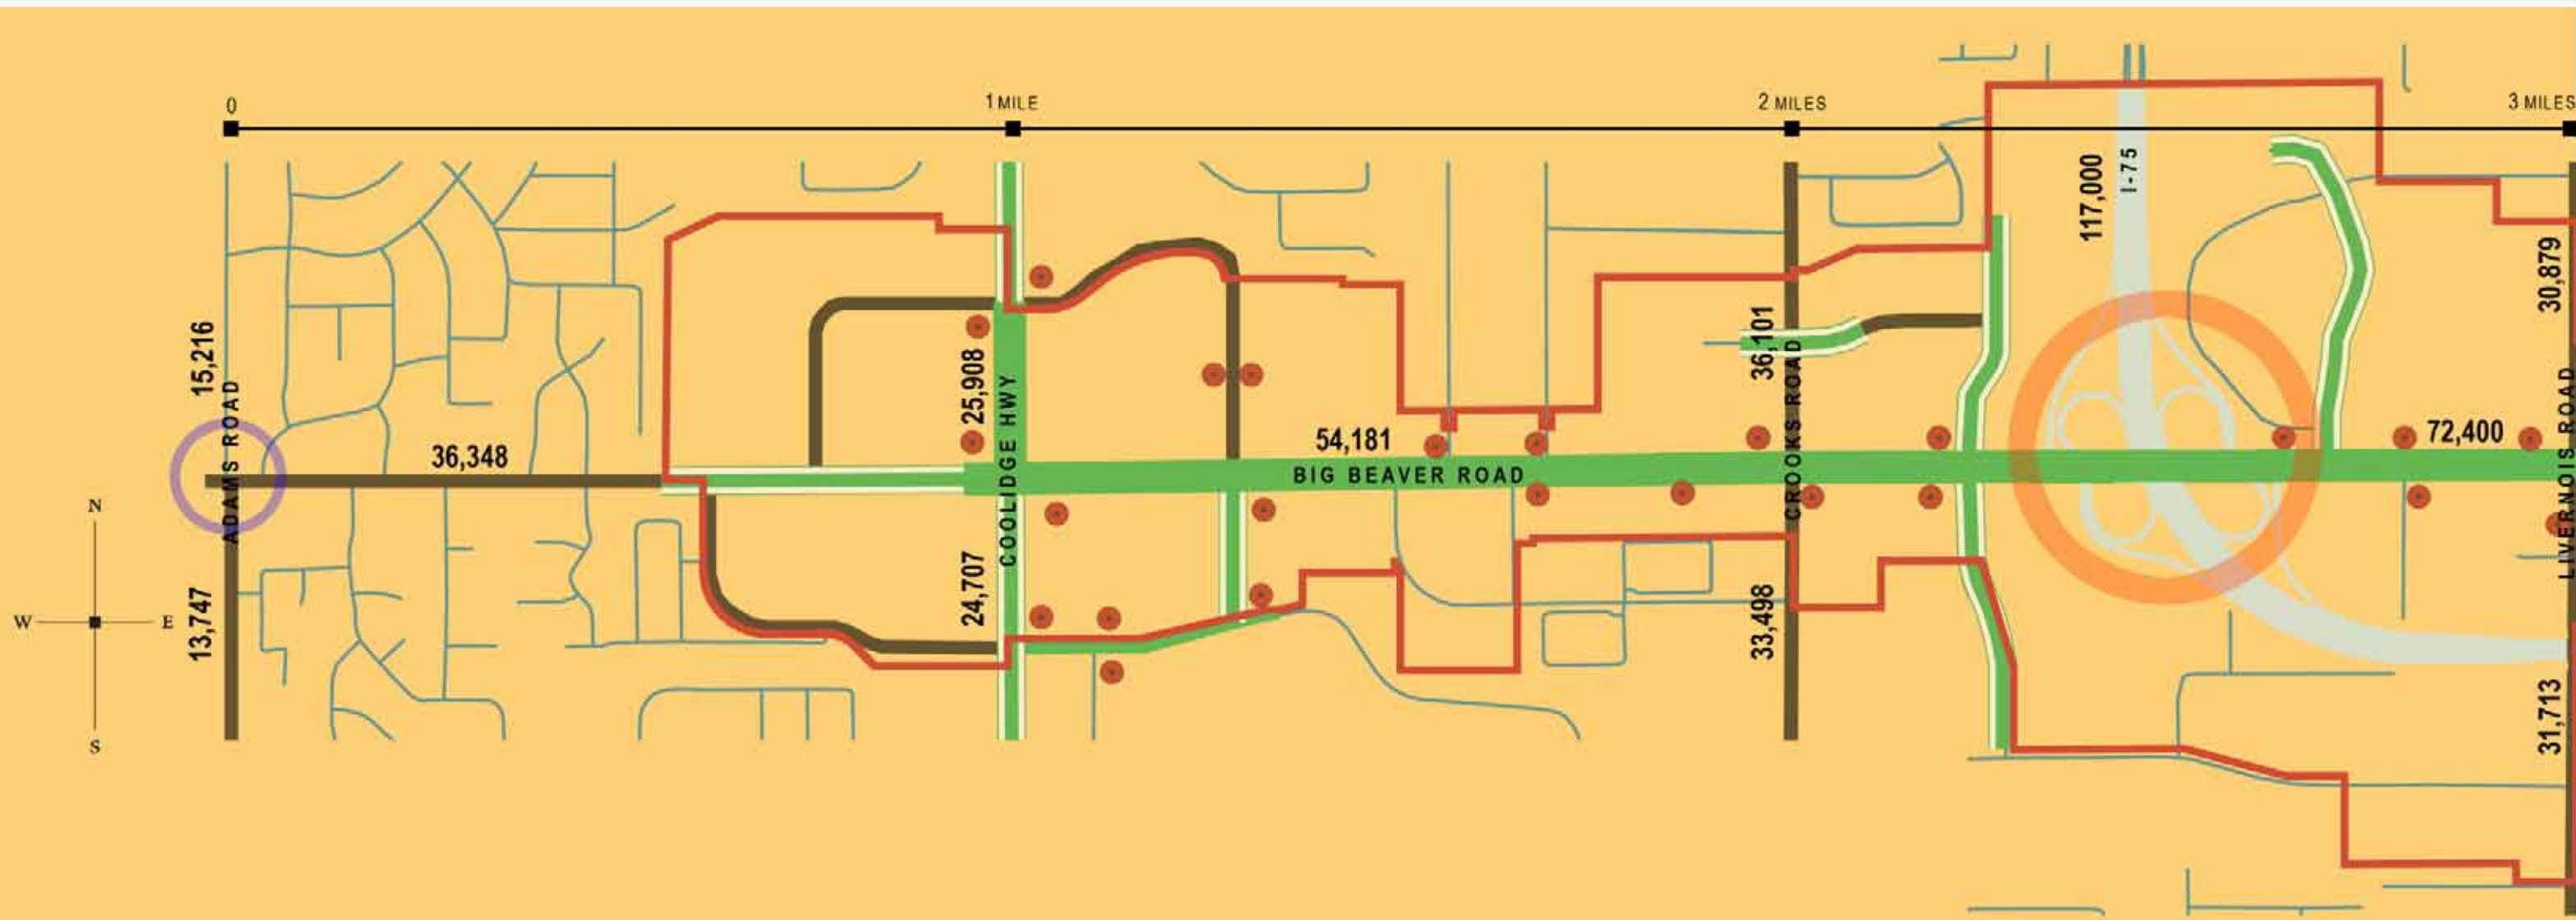 0
1 MILE
2 MILES
3 MILES
117,000
I-75
15,216
ADAMS ROAD
13,747
36,348
25,908
COOLIDGE HWY
24,707
54,181
BIG BEAVER ROAD
36,101
CROOKS ROAD
33,498
72,400
30,879
LIVERNOIS ROAD
31,713
N
W
E
S